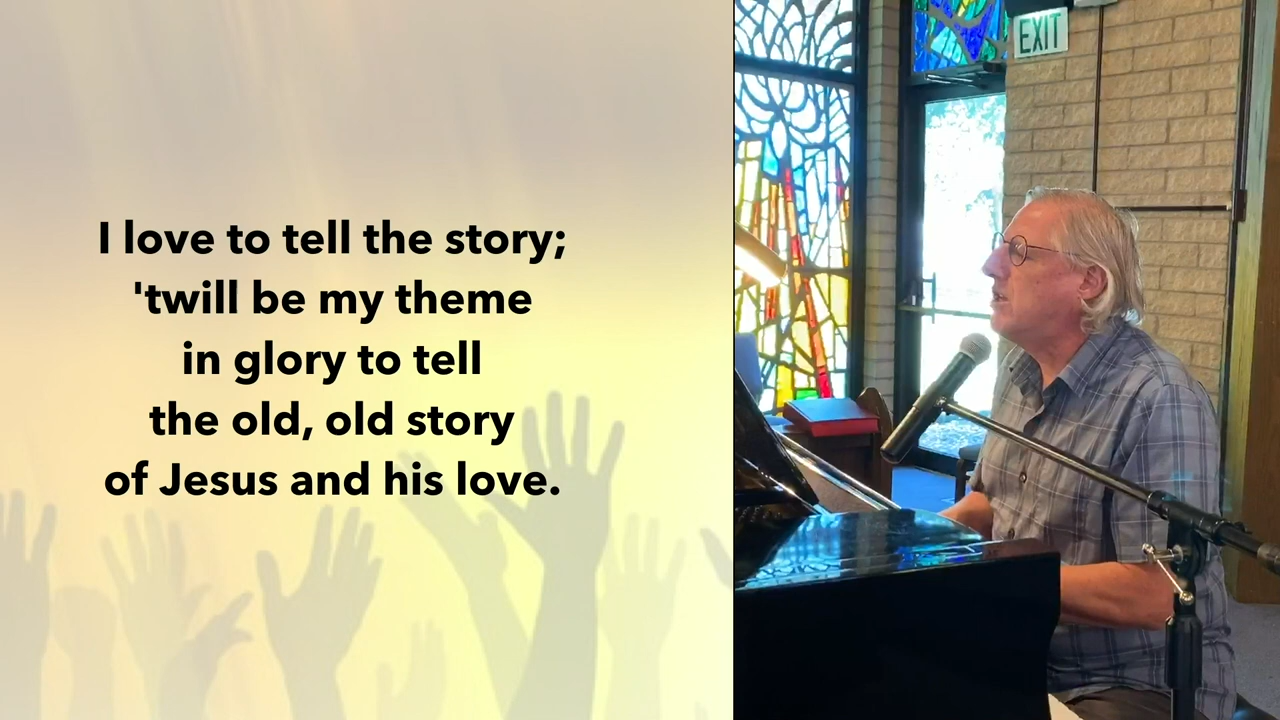 I love to tell the story;
'twill be my theme
in glory to tell
the old, old story
of Jesus and his love.
EXIT